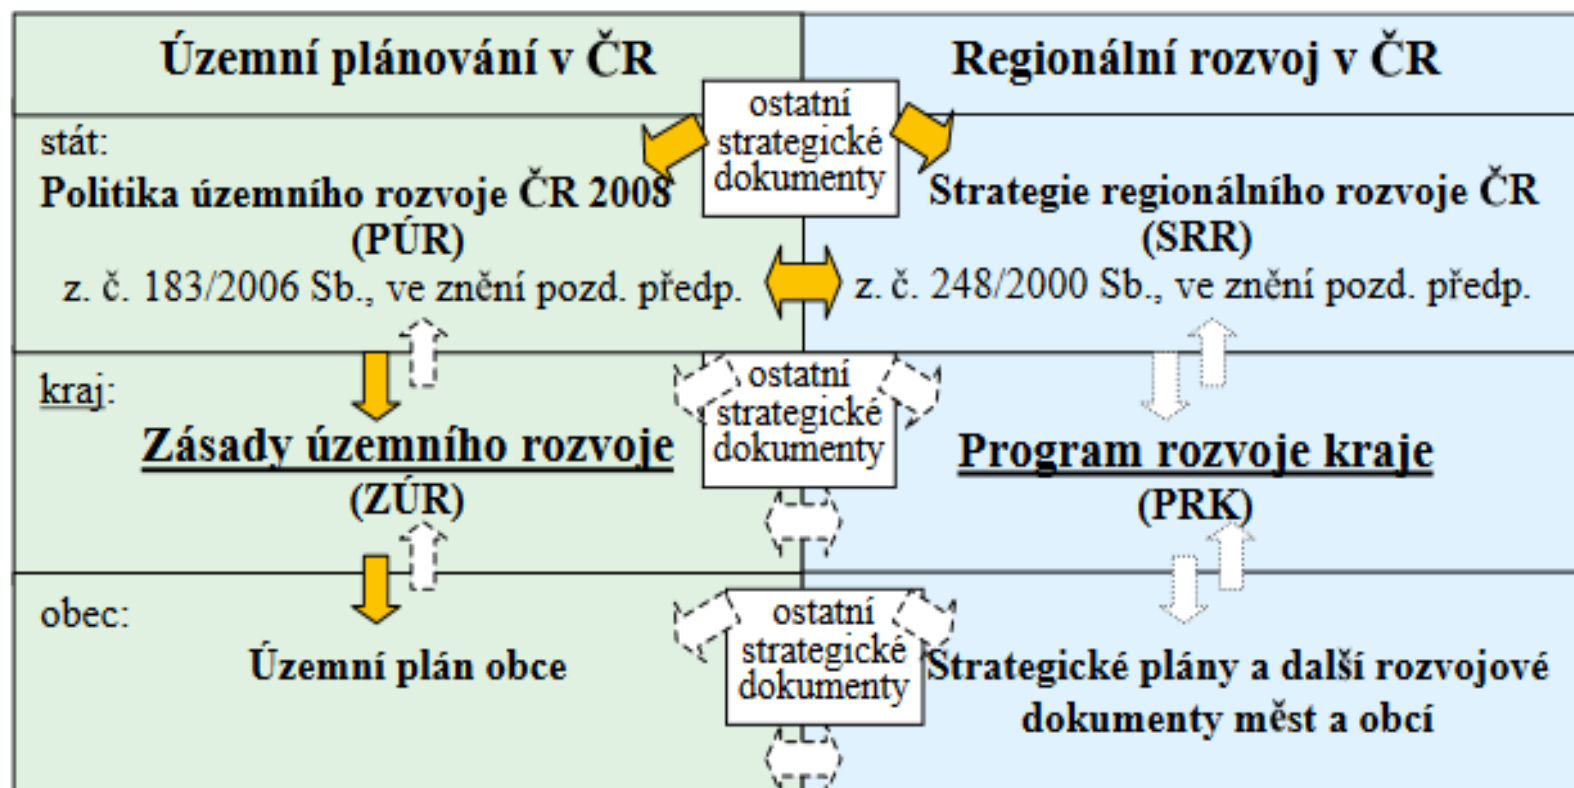 Územní plánování v ČR
Regionální rozvoj v ČR
ostatní
strategické
dokumenty
stát:
Politika územního rozvoje ČR 2008
(PÚR)
z. č. 183/2006 Sb., ve znění pozd. předp.
Strategie regionálního rozvoje ČR
(SRR)
z. č. 248/2000 Sb., ve znění pozd. předp.
kraj:
Zásady územního rozvoje
(ZÚR)
ostatní
strategické
dokumenty
Program rozvoje kraje
(PRK)
obec:
Územní plán obce
ostatní
strategické
dokumenty
Strategické plány a další rozvojové
dokumenty měst a obcí